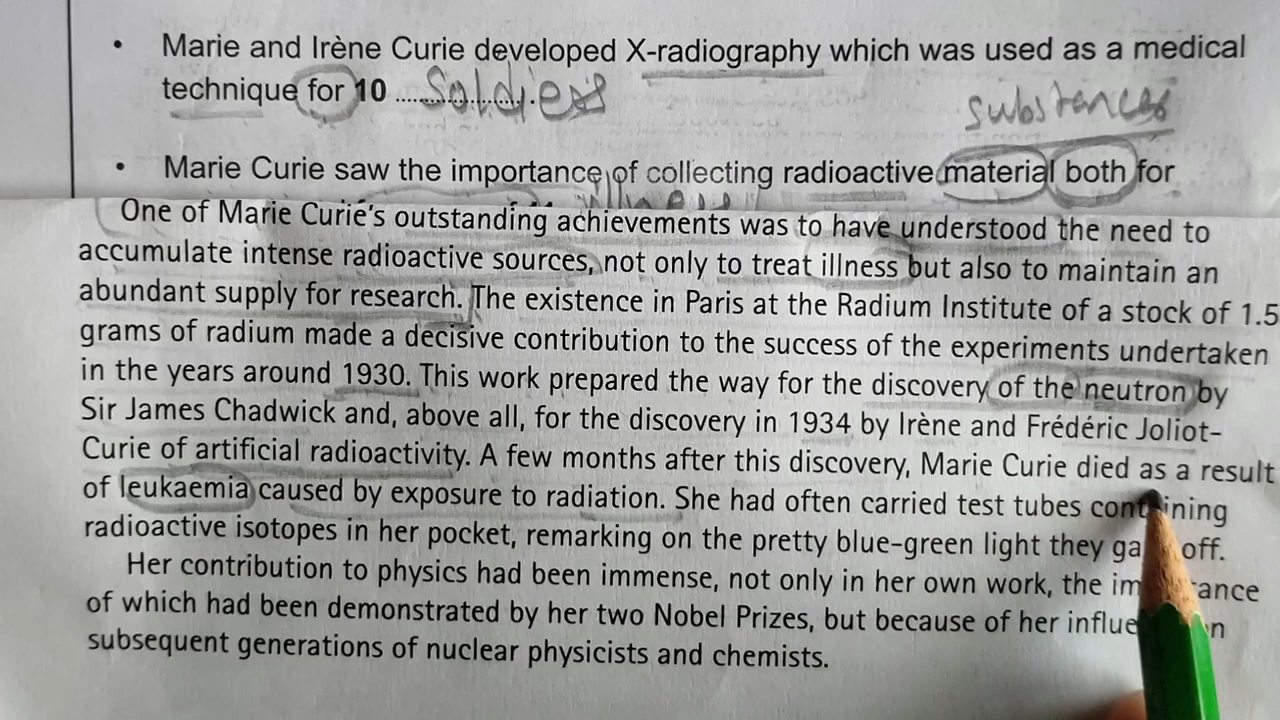 • Marie and Irène Curie developed X-radiography which was used as a medical
technique for 10 .................... Soldiers
substances
• Marie Curie saw the importance of collecting radioactive material both for
illness
One of Marie Curie's outstanding achievements was to have understood the need to
accumulate intense radioactive sources, not only to treat illness but also to maintain an
abundant supply for research. The existence in Paris at the Radium Institute of a stock of 1.5
grams of radium made a decisive contribution to the success of the experiments undertaken
in the years around 1930. This work prepared the way for the discovery of the neutron by
Sir James Chadwick and, above all, for the discovery in 1934 by Irène and Frédéric Joliot-
Curie of artificial radioactivity. A few months after this discovery, Marie Curie died as a result
of leukaemia caused by exposure to radiation. She had often carried test tubes containing
radioactive isotopes in her pocket, remarking on the pretty blue-green light they ga off.
Her contribution to physics had been immense, not only in her own work, the im ance
of which had been demonstrated by her two Nobel Prizes, but because of her influe n
subsequent generations of nuclear physicists and chemists.